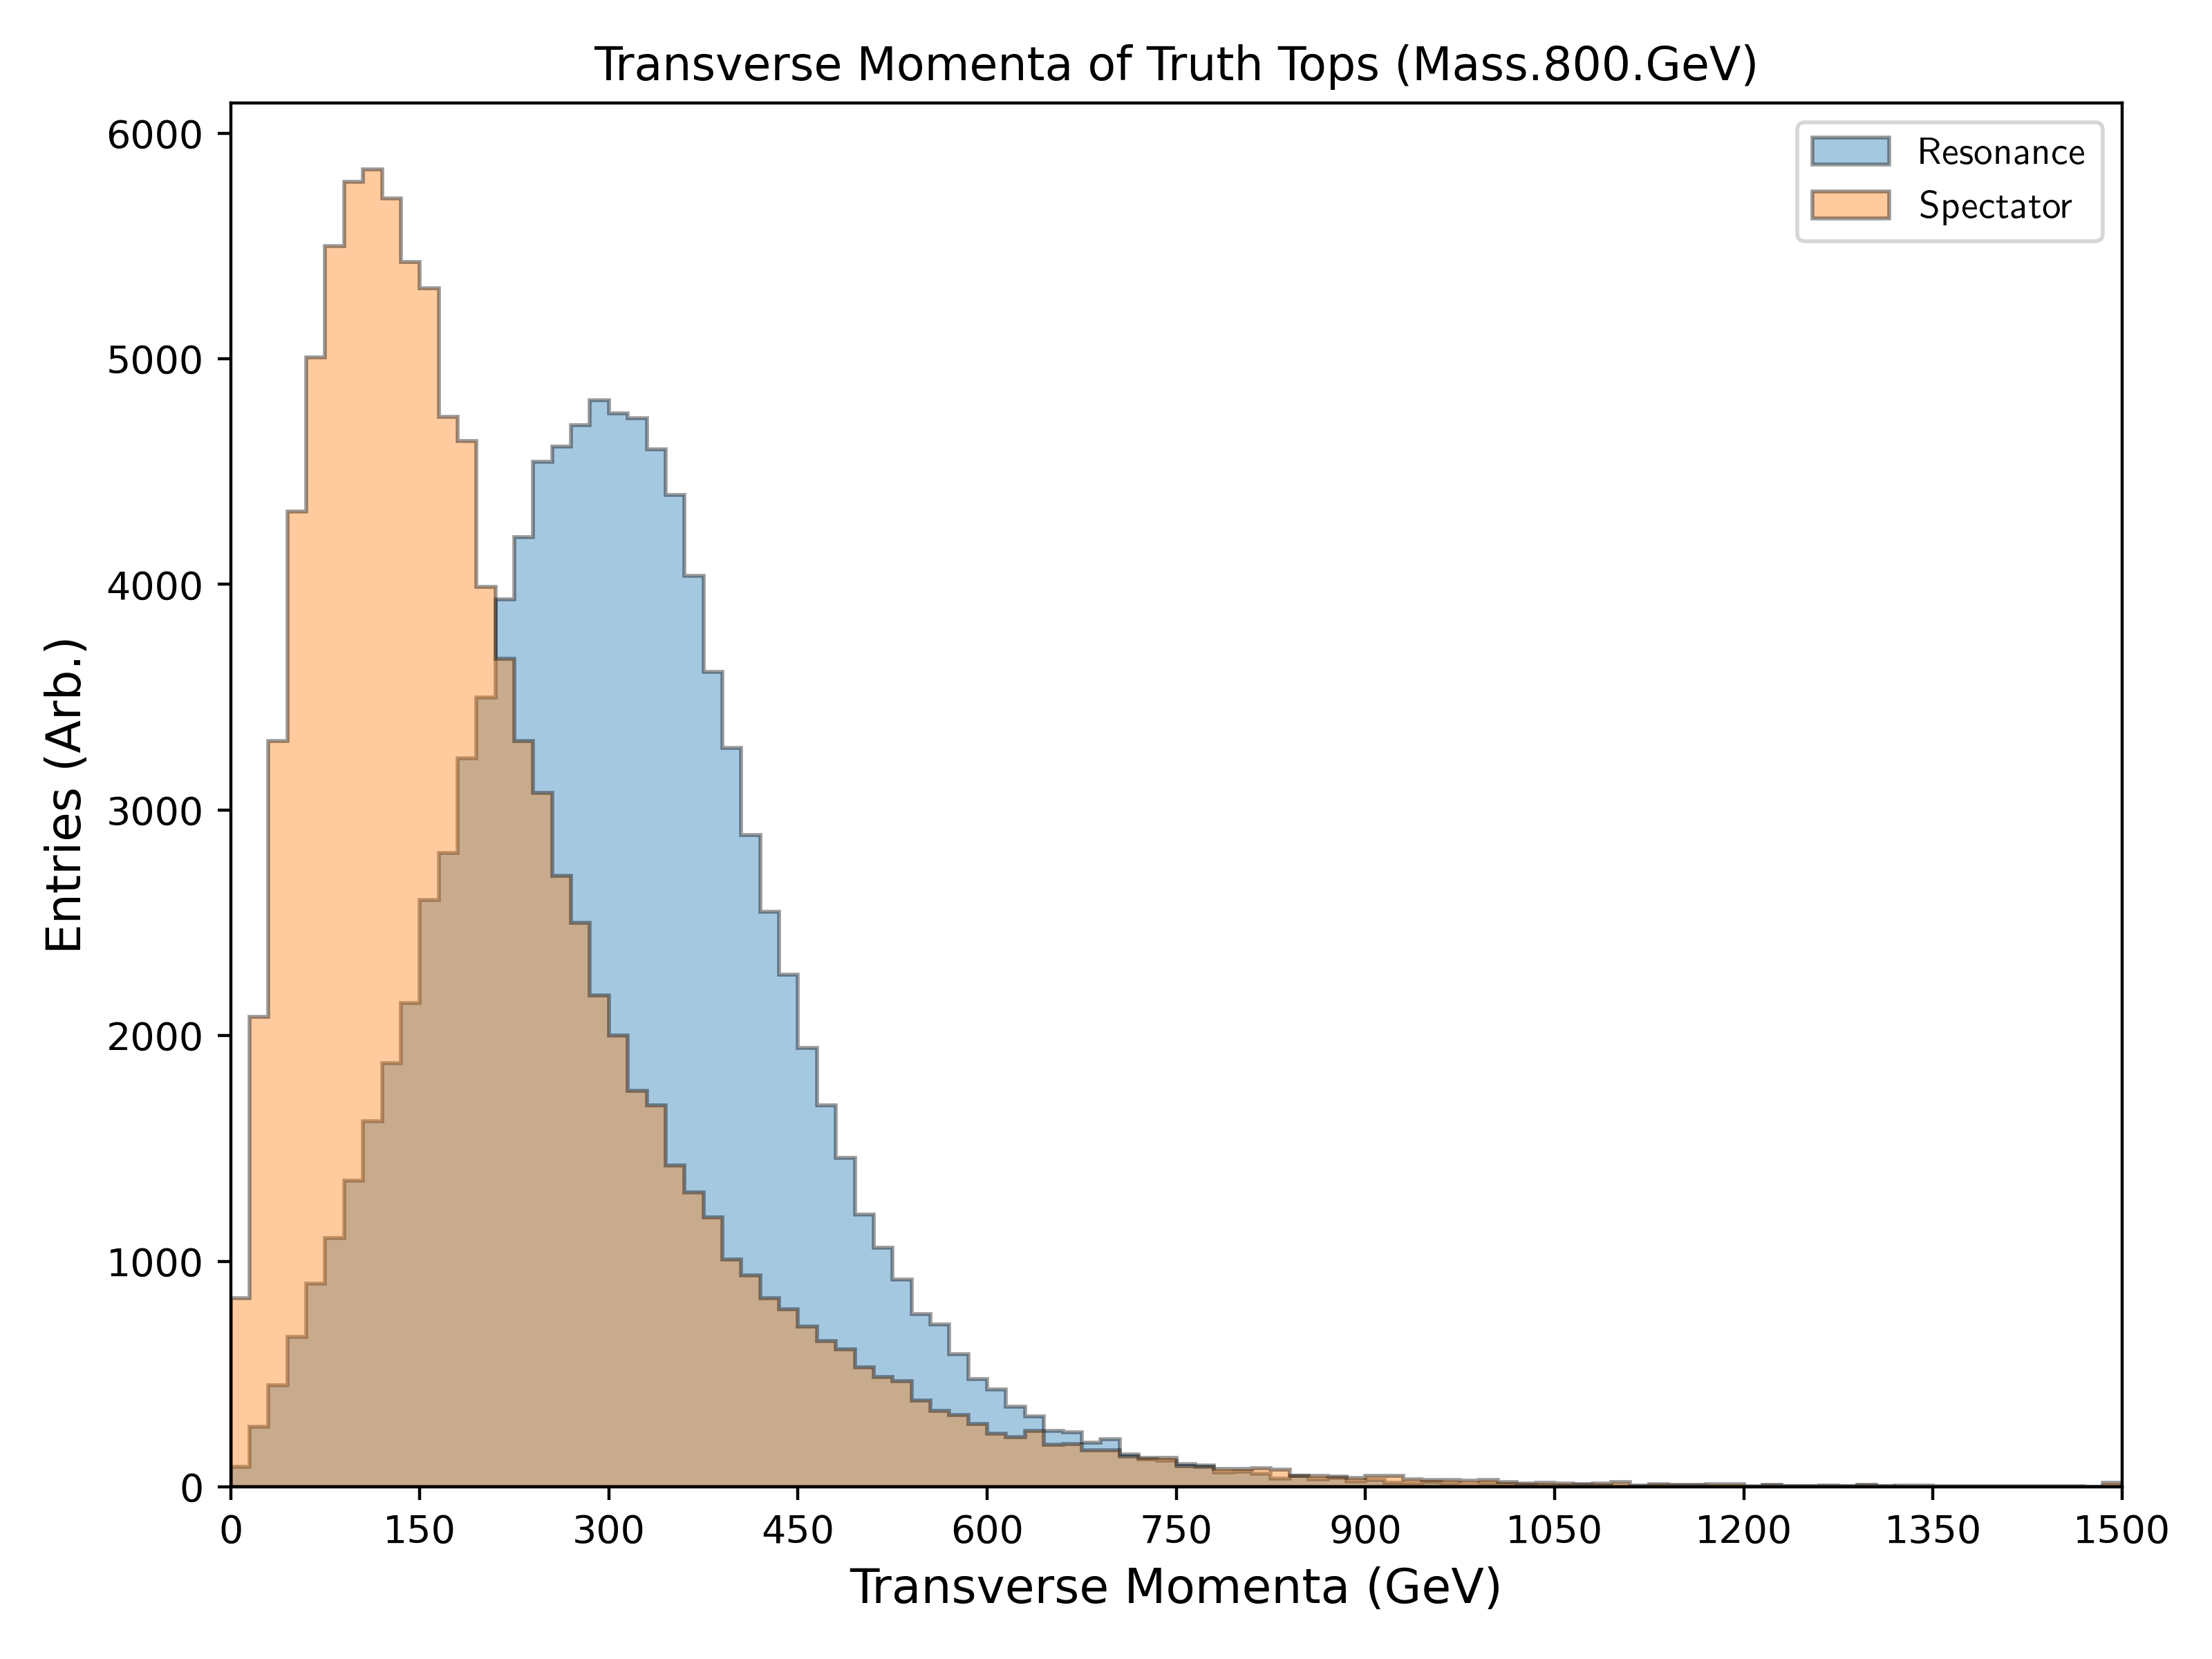 Transverse Momenta of Truth Tops (Mass.800.GeV)
Resonance
Spectator
Entries (Arb.)
6000
5000
4000
3000
2000
1000
0
0 150 300 450 600 750 900 1050 1200 1350 1500
Transverse Momenta (GeV)